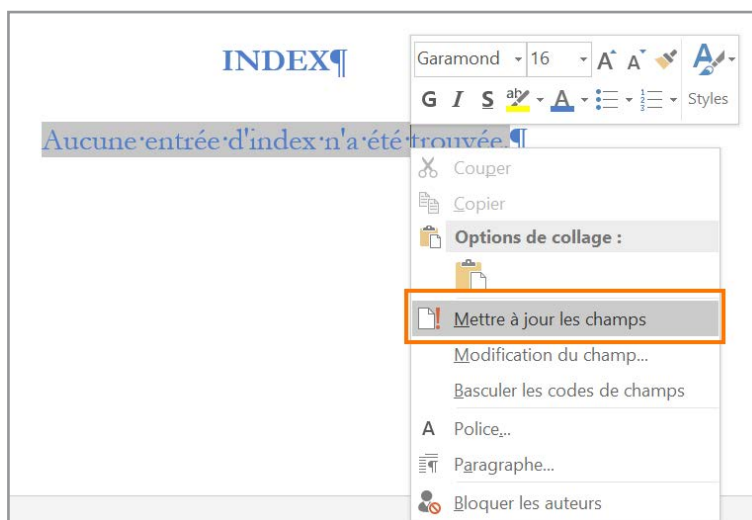 INDEX¶
Garamond 16 A A A
G I S ab A Styles
Aucune·entrée·d'index·n'a·été·trouvée.¶
Couper
Copier
Options de collage :
Mettre à jour les champs
Modification du champ...
Basculer les codes de champs
A Police...
Paragraphe...
Bloquer les auteurs